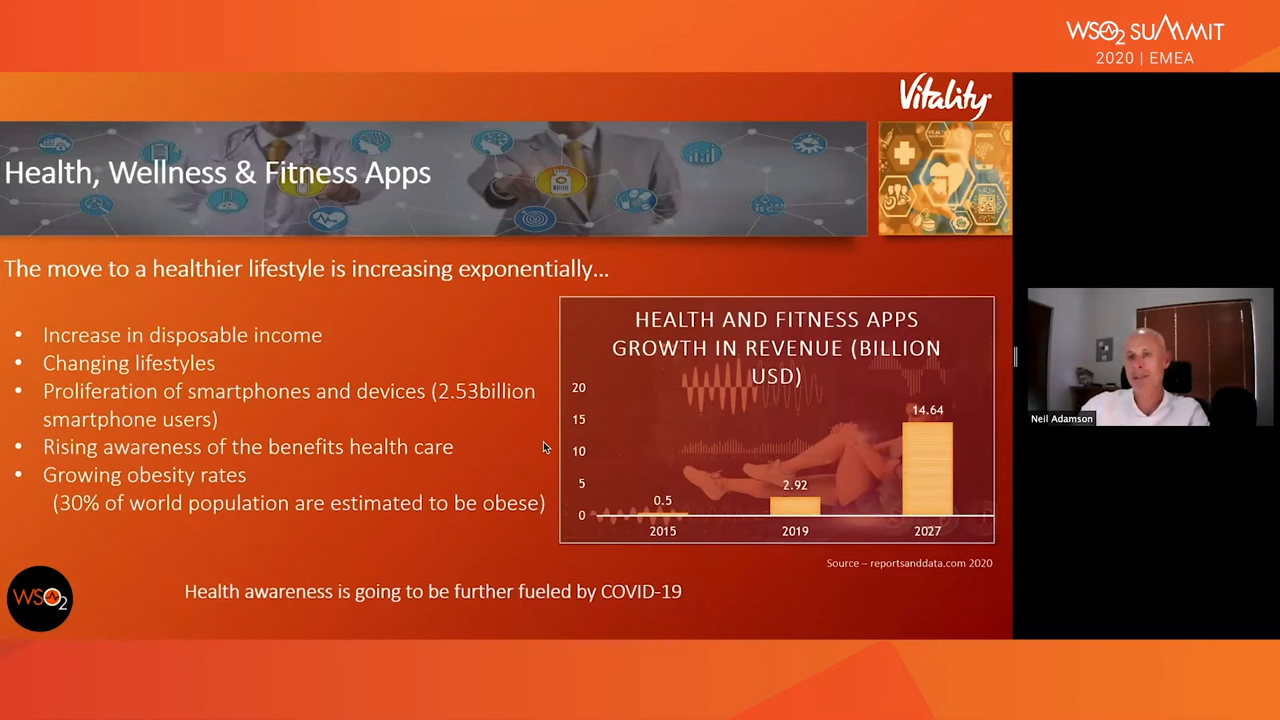 WSO2 SUMMIT
2020 | EMEA
Vitality
Health, Wellness & Fitness Apps
The move to a healthier lifestyle is increasing exponentially...
• Increase in disposable income
• Changing lifestyles
• Proliferation of smartphones and devices (2.53billion
smartphone users)
• Rising awareness of the benefits health care
• Growing obesity rates
(30% of world population are estimated to be obese)
HEALTH AND FITNESS APPS
GROWTH IN REVENUE (BILLION
USD)
20
15
10
5
0
0.5
2.92
14.64
2015
2019
2027
Source – reportsanddata.com 2020
Health awareness is going to be further fueled by COVID-19
WSO2
Neil Adamson